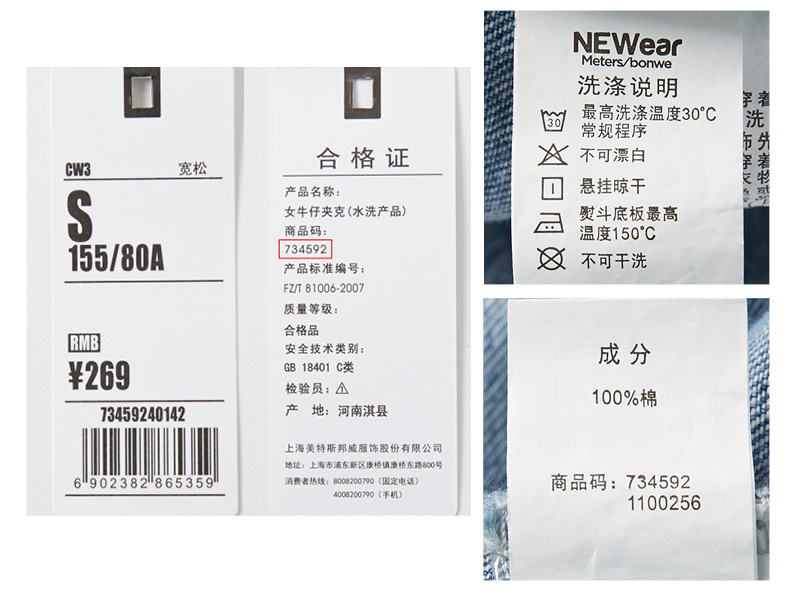 CW3 宽松
S
155/80A
RMB
¥269
73459240142
6 902382 865359
合格证
产品名称:
女牛仔夹克(水洗产品)
商品码:
734592
产品标准编号:
FZ/T 81006-2007
质量等级:
合格品
安全技术类别:
GB 18401 C类
检验员:
产 地: 河南淇县
上海美特斯邦威服饰股份有限公司
地址: 上海市浦东新区康桥镇康桥东路800号
消费者热线: 8008200790 (固定电话)
4008200790 (手机)
NEWear
Meters/bonwe
洗涤说明
30
最高洗涤温度30°C
常规程序
不可漂白
悬挂晾干
熨斗底板最高
温度150°C
不可干洗
穿着
洗
饰先
穿着
成分
100%棉
商品码: 734592
1100256